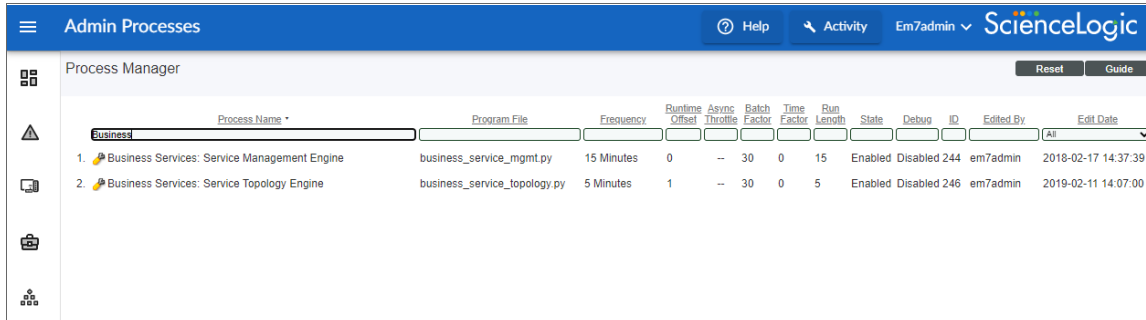 Admin Processes Help Activity Em7admin ScienceLogic
Process Manager Reset Guide
Process Name Program File Frequency Runtime Offset Async Throttle Batch Factor Time Factor Run Length State Debug ID Edited By Edit Date
Business All
1. Business Services: Service Management Engine business_service_mgmt.py 15 Minutes 0 -- 30 0 15 Enabled Disabled 244 em7admin 2018-02-17 14:37:39
2. Business Services: Service Topology Engine business_service_topology.py 5 Minutes 1 -- 30 0 5 Enabled Disabled 246 em7admin 2019-02-11 14:07:00